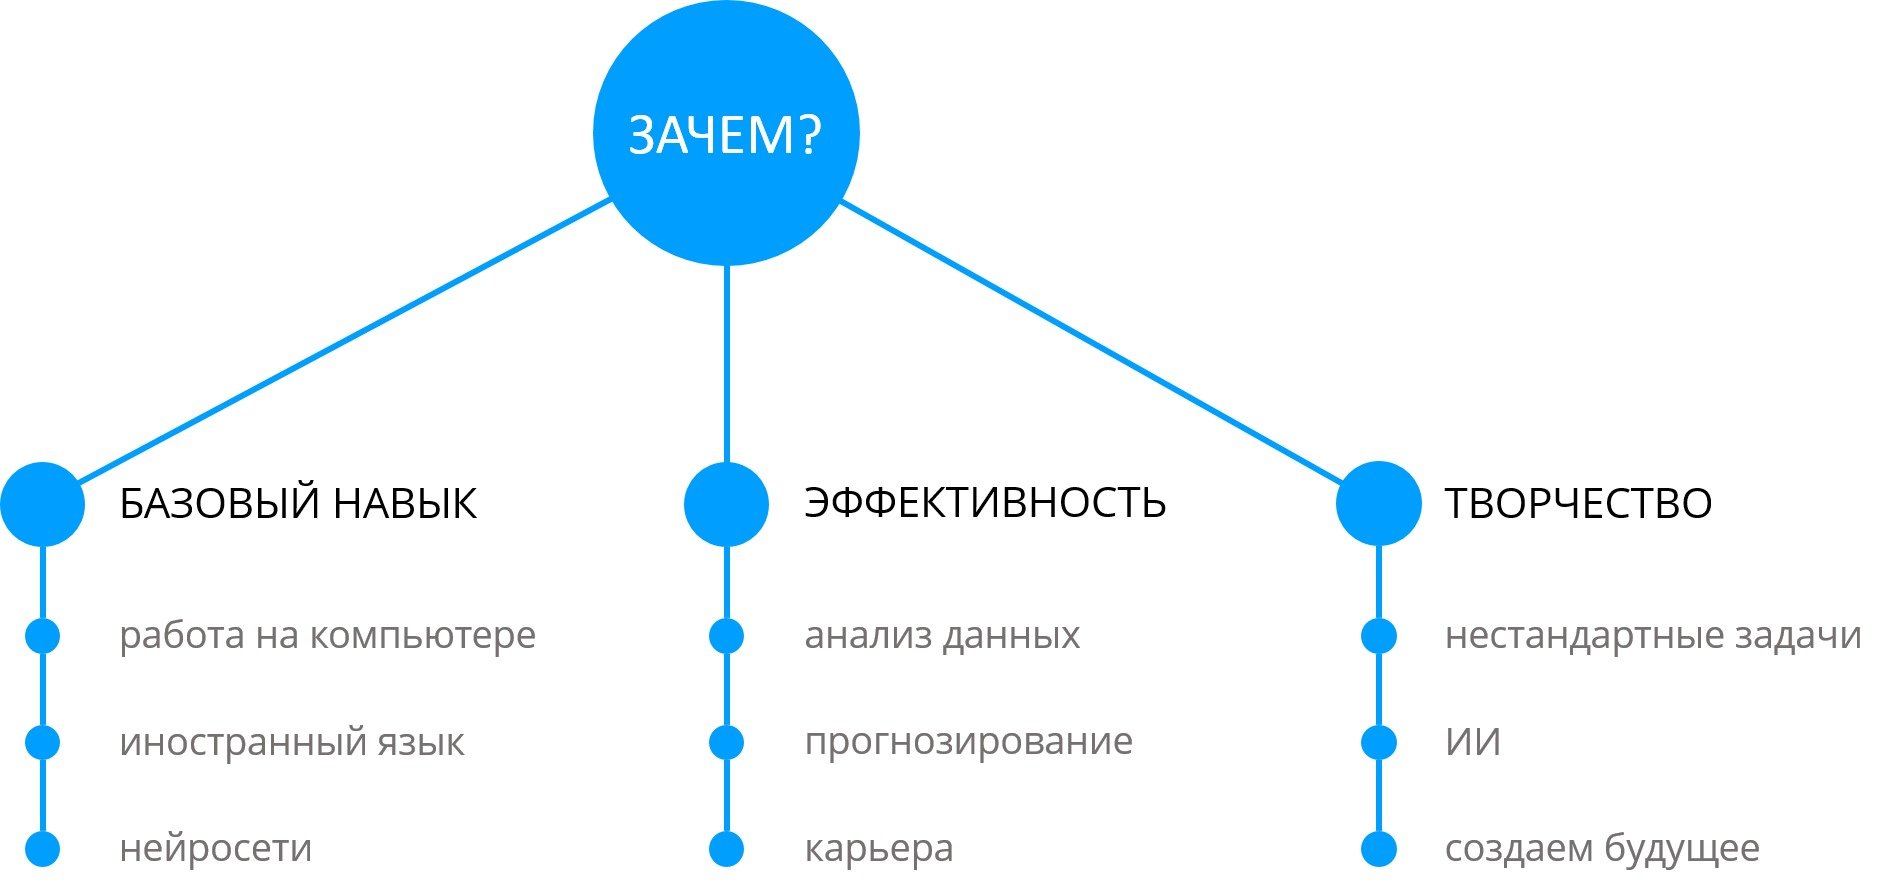 ЗАЧЕМ?
БАЗОВЫЙ НАВЫК
работа на компьютере
иностранный язык
нейросети
ЭФФЕКТИВНОСТЬ
анализ данных
прогнозирование
карьера
ТВОРЧЕСТВО
нестандартные задачи
ИИ
создаем будущее